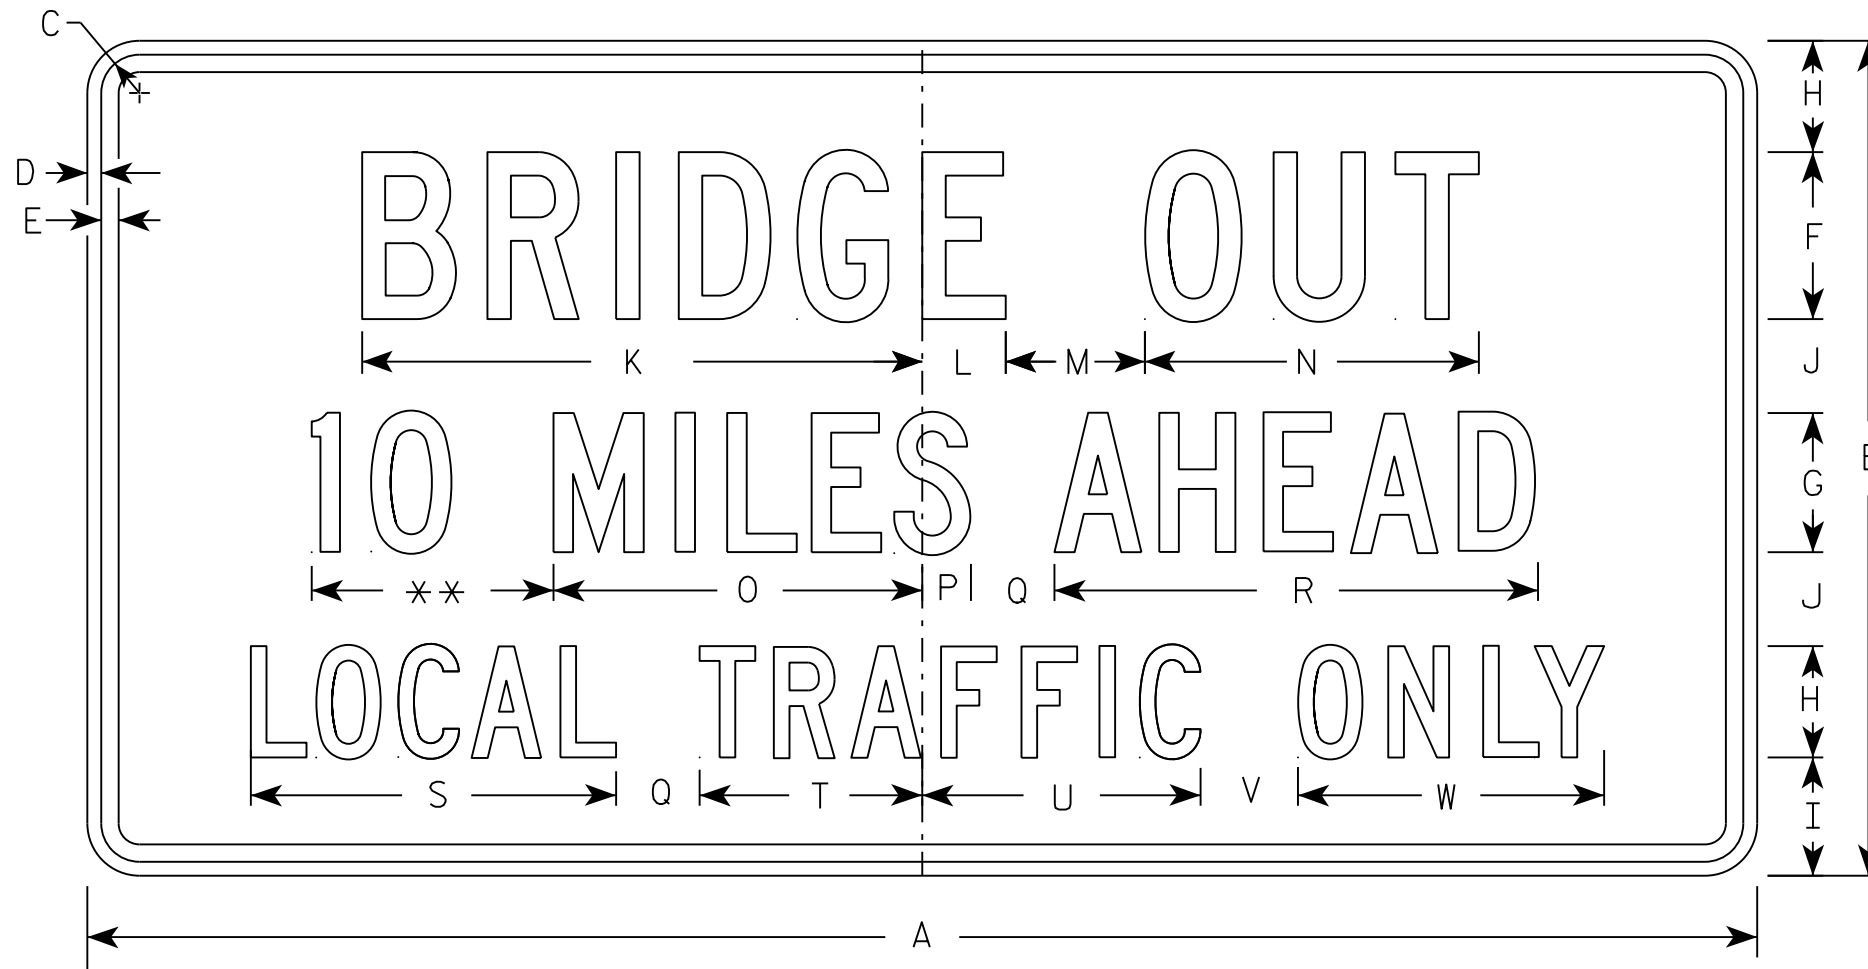 C
H
D
BRIDGE OUT
E
F
K L M N J
10 MILES AHEAD
G
B
** O P Q R J
LOCAL TRAFFIC ONLY
H
S Q T U V W I
A